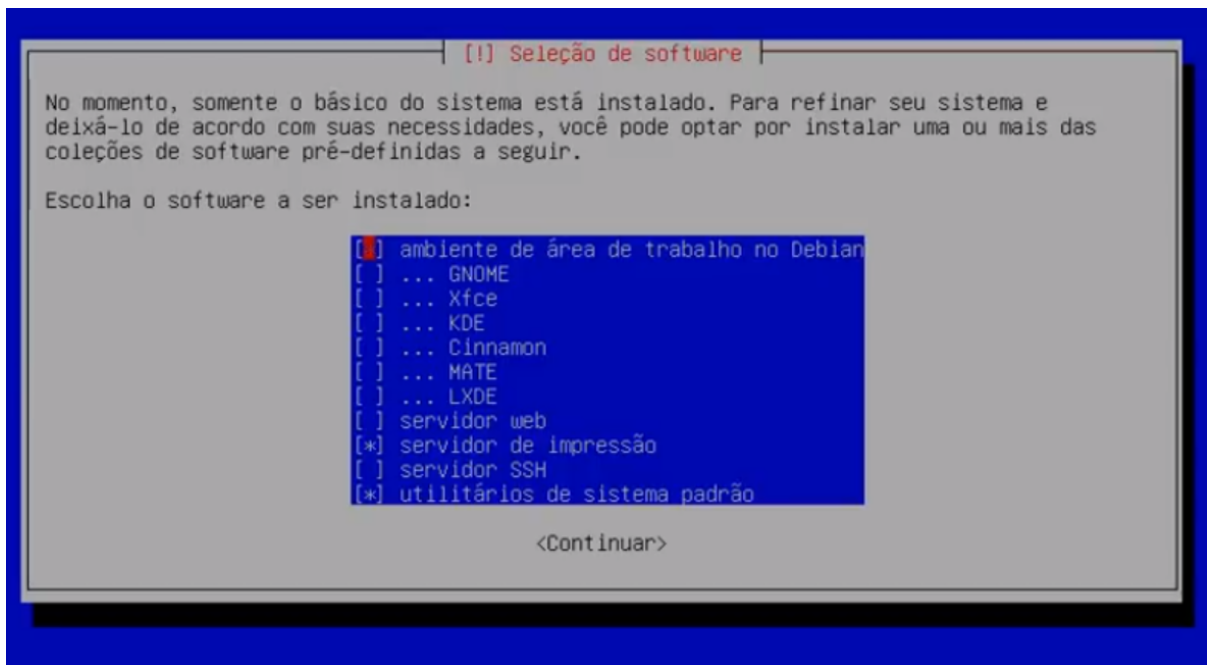 [!] Seleção de software
No momento, somente o básico do sistema está instalado. Para refinar seu sistema e
deixá-lo de acordo com suas necessidades, você pode optar por instalar uma ou mais das
coleções de software pré-definidas a seguir.
Escolha o software a ser instalado:
[*] ambiente de área de trabalho no Debian
[ ] ... GNOME
[ ] ... Xfce
[ ] ... KDE
[ ] ... Cinnamon
[ ] ... MATE
[ ] ... LXDE
[ ] servidor web
[*] servidor de impressão
[ ] servidor SSH
[*] utilitários de sistema padrão
<Continuar>